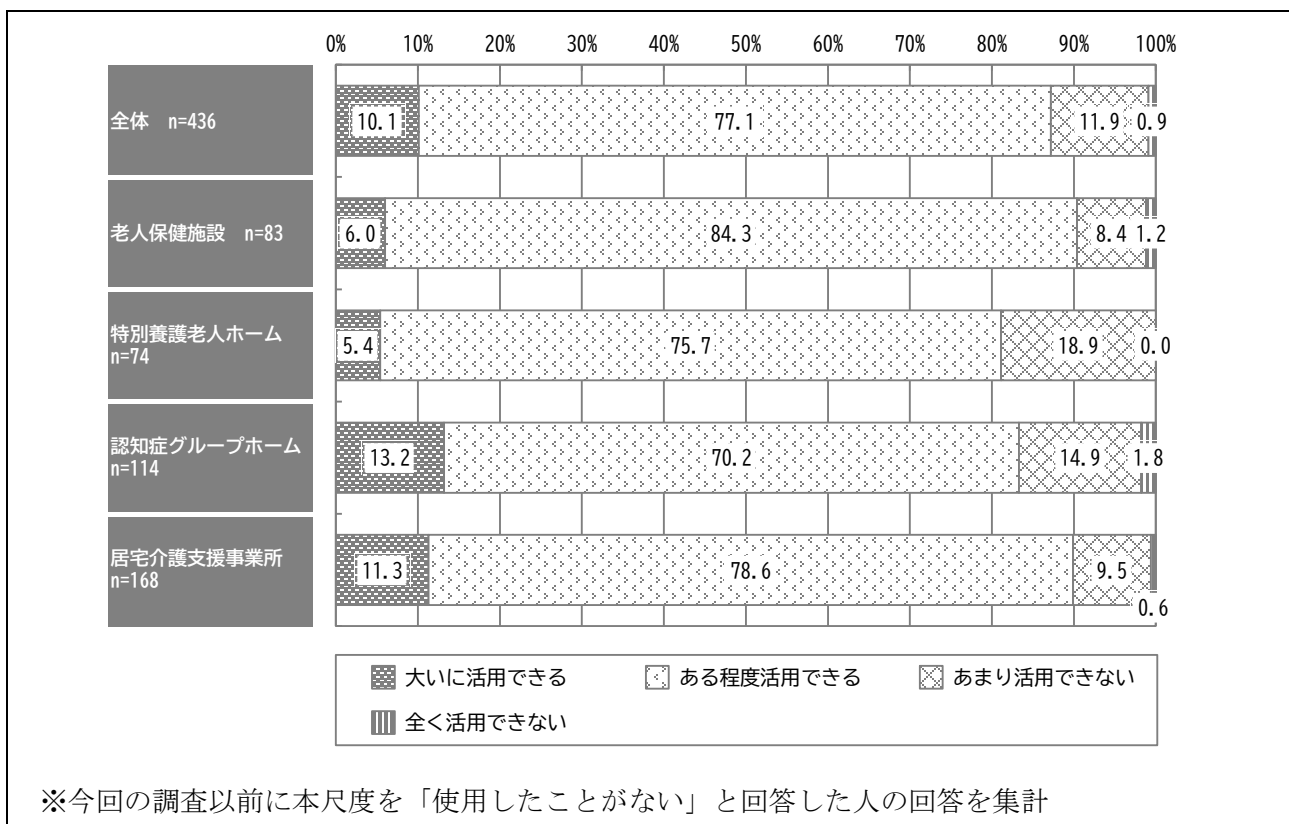 0% 10% 20% 30% 40% 50% 60% 70% 80% 90% 100%
全体 n=436
10.1 77.1 11.9 0.9
老人保健施設 n=83
6.0 84.3 8.4 1.2
特別養護老人ホーム
n=74
5.4 75.7 18.9 0.0
認知症グループホーム
n=114
13.2 70.2 14.9 1.8
居宅介護支援事業所
n=168
11.3 78.6 9.5 0.6
大いに活用できる ある程度活用できる あまり活用できない
全く活用できない
※今回の調査以前に本尺度を「使用したことがない」と回答した人の回答を集計